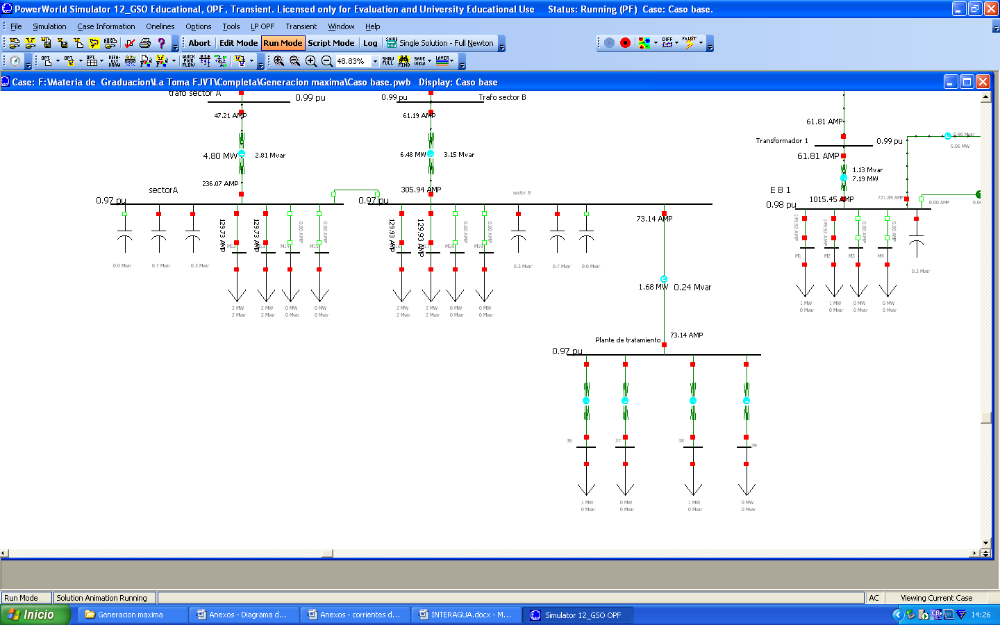 PowerWorld Simulator 12_GSO Educational, OPF, Transient. Licensed only for Evaluation and University Educational Use Status: Running (PF) Case: Caso base.
File Simulation Case Information Onelines Options Tools LP OPF Transient Window Help
Abort Edit Mode Run Mode Script Mode Log Single Solution - Full Newton
48.83%
Case: F:\Materia de Graduacion\La Toma FJVT\Completa\Generacion maxima\Caso base.pwb Display: Caso base
trafo sector A 0.99 pu 0.99 pu Trafo sector B
47.21 AMP 61.19 AMP 61.81 AMP
Transformador 1 0.99 pu
0.90 Mvar
5.06 MW
4.80 MW 2.81 Mvar 6.48 MW 3.15 Mvar 61.81 AMP
1.13 Mvar
7.19 MW
236.07 AMP 305.94 AMP
sectorA sector B E B 1
0.97 pu 0.97 pu 0.98 pu 1015.45 AMP 721.89 AMP 0.00 AMP
73.14 AMP
129.73 AMP 129.73 AMP 0.00 AMP 0.00 AMP 129.93 AMP 129.93 AMP 0.00 AMP 0.00 AMP 149.92 AMP 149.92 AMP 0.00 AMP 0.00 AMP
M12 M14 M15 M18 M19 M1 M2 M3 M4
0.0 Mvar 0.7 Mvar 0.3 Mvar 0.3 Mvar 0.7 Mvar 0.0 Mvar 0.3 Mvar
1.68 MW 0.24 Mvar
2 MW 2 MW 0 MW 0 MW 2 MW 2 MW 0 MW 0 MW 1 MW 1 MW 0 MW 0 MW
2 Mvar 2 Mvar 0 Mvar 0 Mvar 2 Mvar 2 Mvar 0 Mvar 0 Mvar 0 Mvar 0 Mvar 0 Mvar 0 Mvar
Plante de tratamiento 73.14 AMP
0.97 pu
36 37 38 39
1 MW 0 MW 1 MW 0 MW
0 Mvar 0 Mvar 0 Mvar 0 Mvar
Run Mode Solution Animation Running AC Viewing Current Case
Inicio Generacion maxima Anexos - Diagrama d... Anexos - corrientes d... INTERAGUA.docx - M... Simulator 12_GSO OPF 14:26